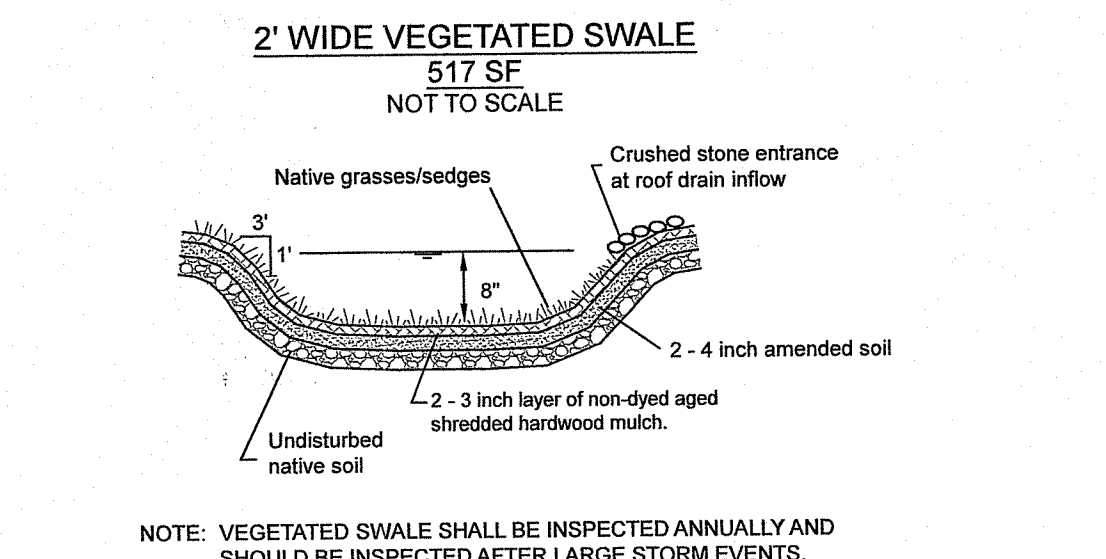 2' WIDE VEGETATED SWALE
517 SF
NOT TO SCALE
Crushed stone entrance
at roof drain inflow
Native grasses/sedges
3'
1'
8"
2 - 4 inch amended soil
2 - 3 inch layer of non-dyed aged
shredded hardwood mulch.
Undisturbed
native soil
NOTE: VEGETATED SWALE SHALL BE INSPECTED ANNUALLY AND
SHOULD BE INSPECTED AFTER LARGE STORM EVENTS.